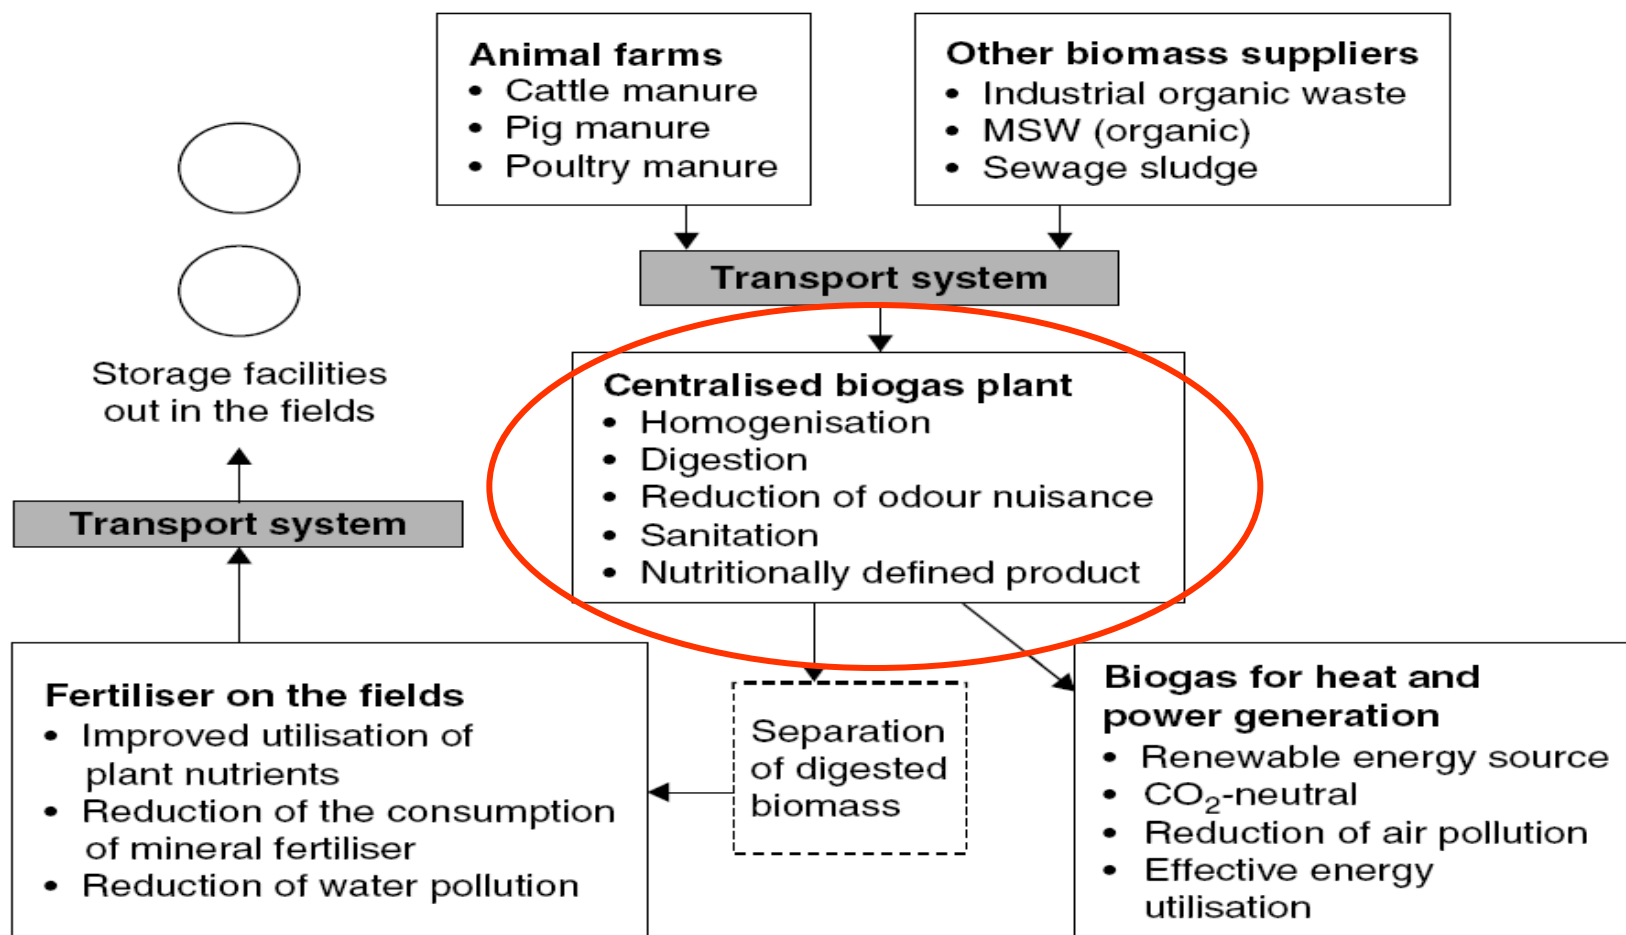 Animal farms
• Cattle manure
• Pig manure
• Poultry manure
Other biomass suppliers
• Industrial organic waste
• MSW (organic)
• Sewage sludge
Transport system
Centralised biogas plant
• Homogenisation
• Digestion
• Reduction of odour nuisance
• Sanitation
• Nutritionally defined product
Storage facilities
out in the fields
Transport system
Fertiliser on the fields
• Improved utilisation of
plant nutrients
• Reduction of the consumption
of mineral fertiliser
• Reduction of water pollution
Separation
of digested
biomass
Biogas for heat and
power generation
• Renewable energy source
• CO₂-neutral
• Reduction of air pollution
• Effective energy
utilisation